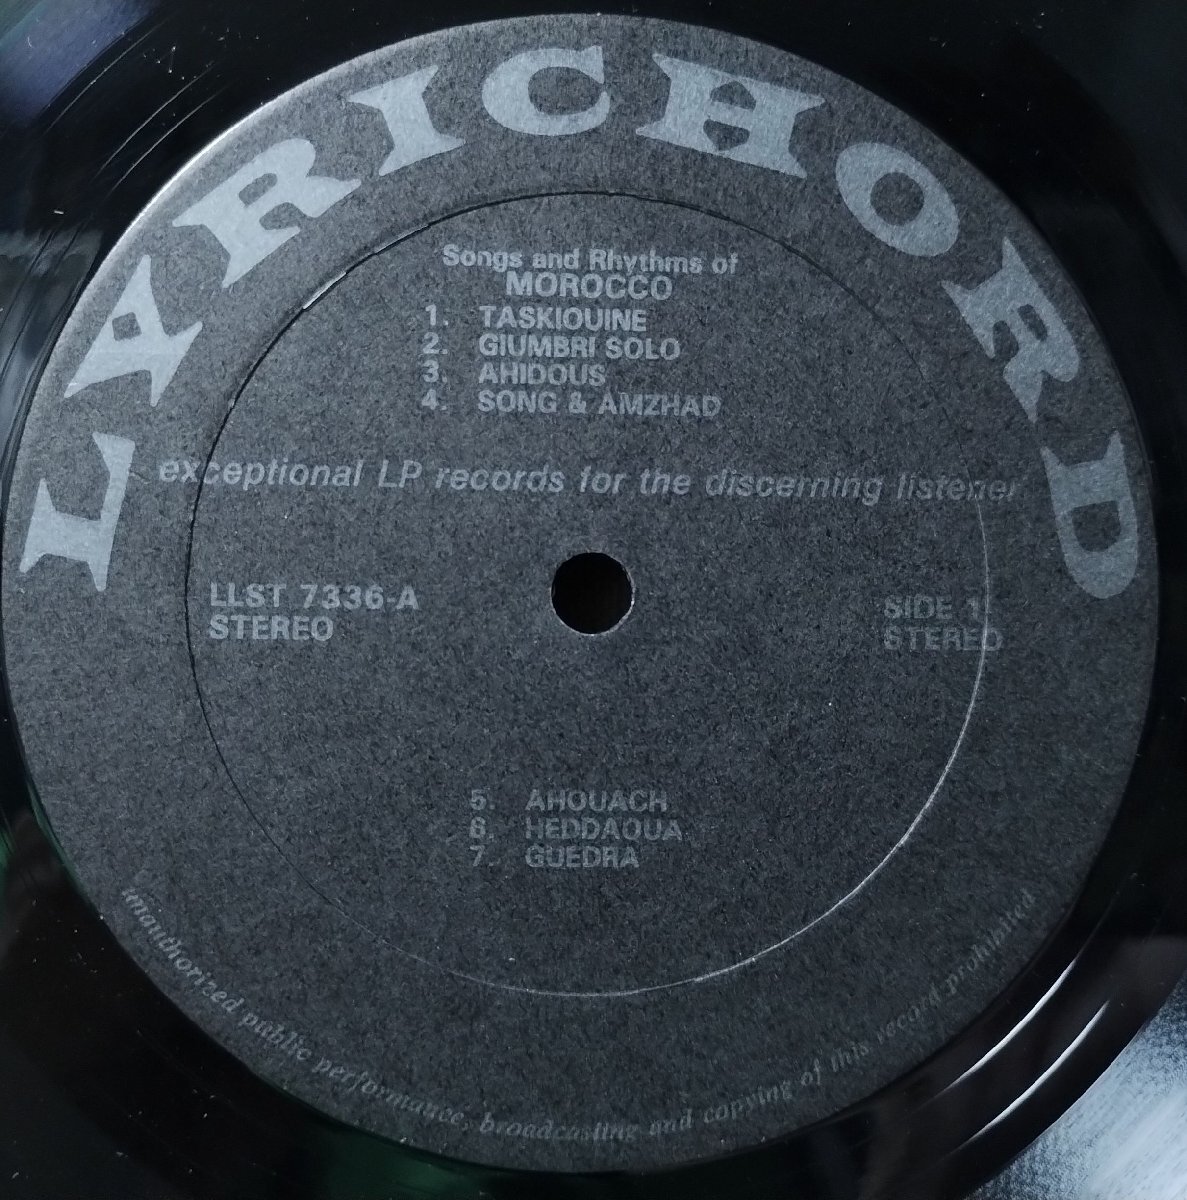 LYRICHORD
Songs and Rhythms of
MOROCCO
1. TASKIOUINE
2. GIUMBRI SOLO
3. AHIDOUS
4. SONG & AMZHAD
exceptional LP records for the discerning listener
LLST 7336-A
STEREO
SIDE 1
STEREO
5. AHOUACH
6. HEDDAOUA
7. GUEDRA
unauthorized public performance, broadcasting and copying of this record prohibited